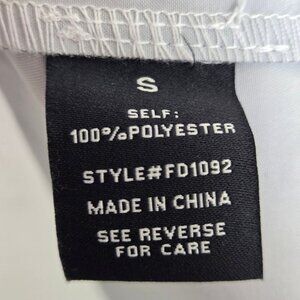 S
SELF:
100%POLYESTER
STYLE#FD1092
MADE IN CHINA
SEE REVERSE
FOR CARE